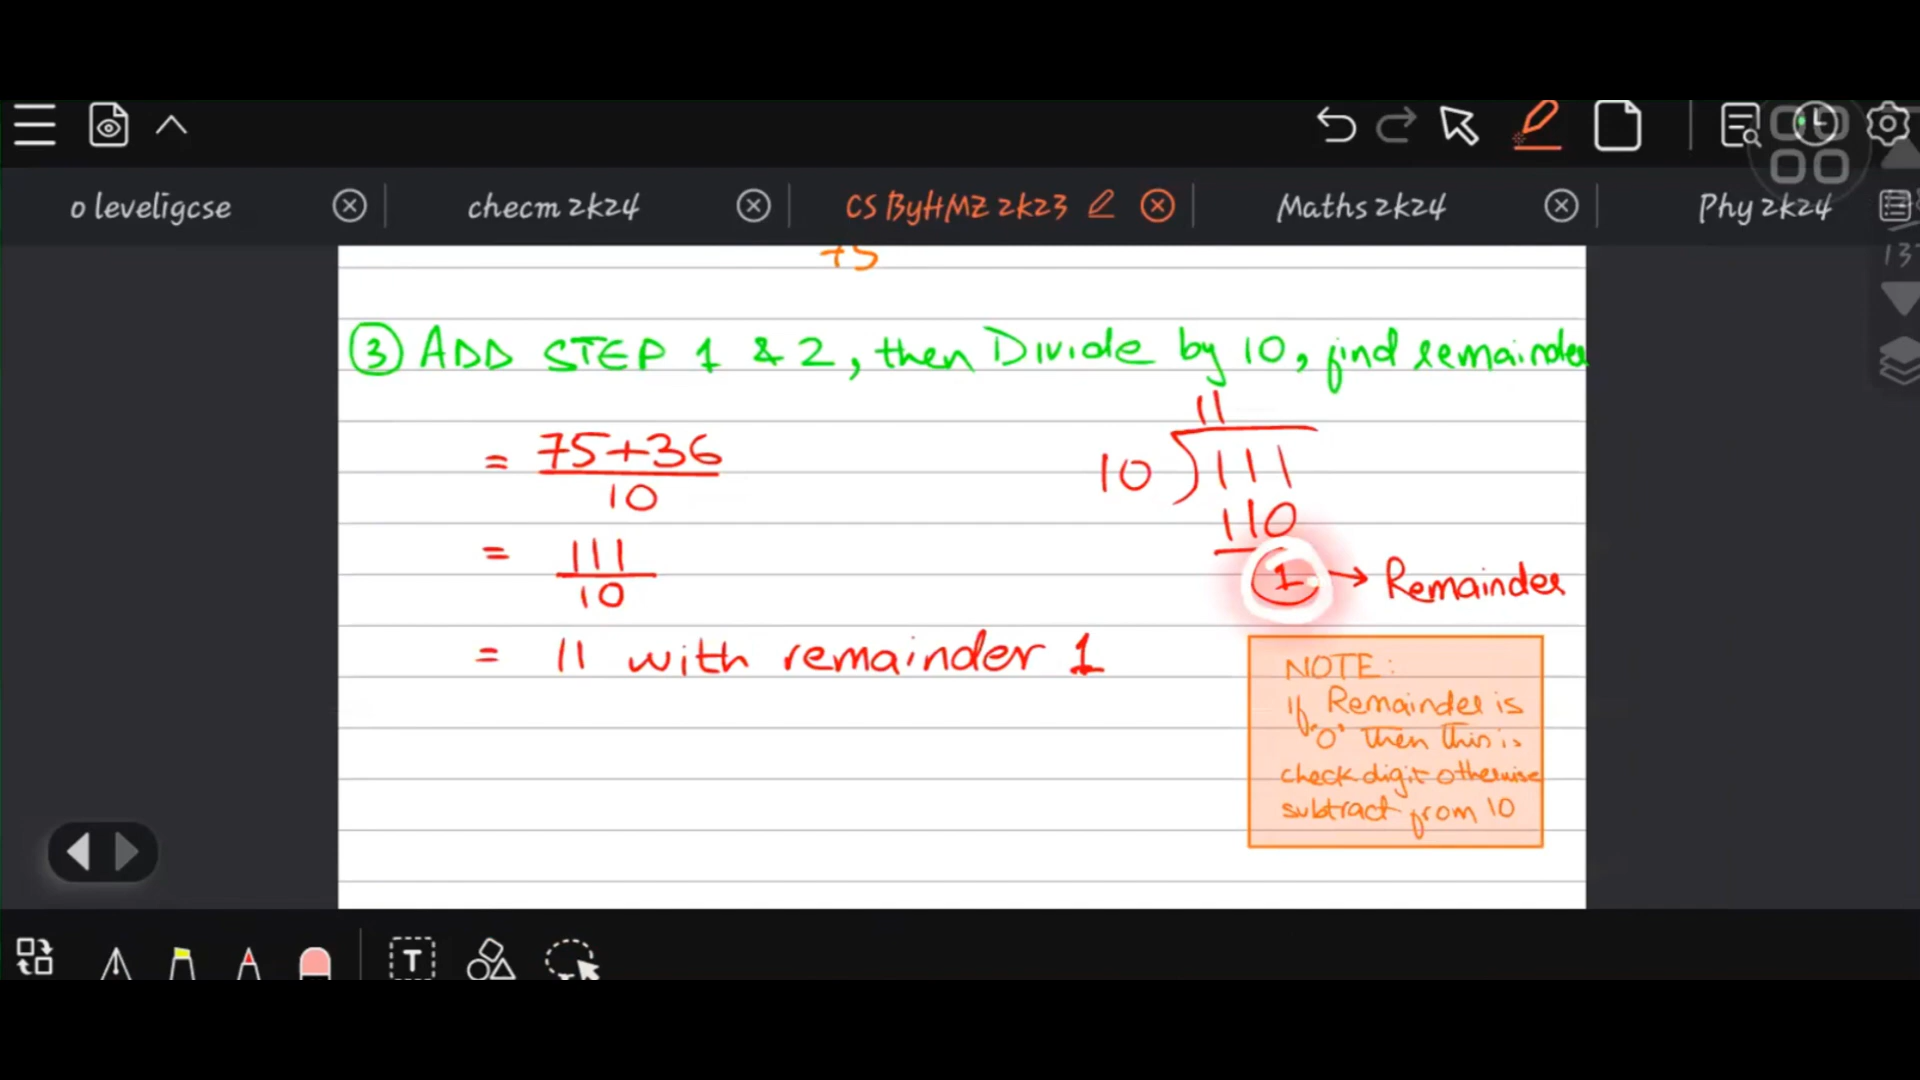 o leveligcse
checm 2k24
CS ByHMZ 2k23
Maths 2k24
Phy 2k24
+5
③ ADD STEP 1 & 2, then Divide by 10, find remainder
= 75+36
10
= 111
10
= 11 with remainder 1
11
10 111
110
1 → Remainder
NOTE:
If Remainder is
"0" then this is
check digit otherwise
subtract from 10
T